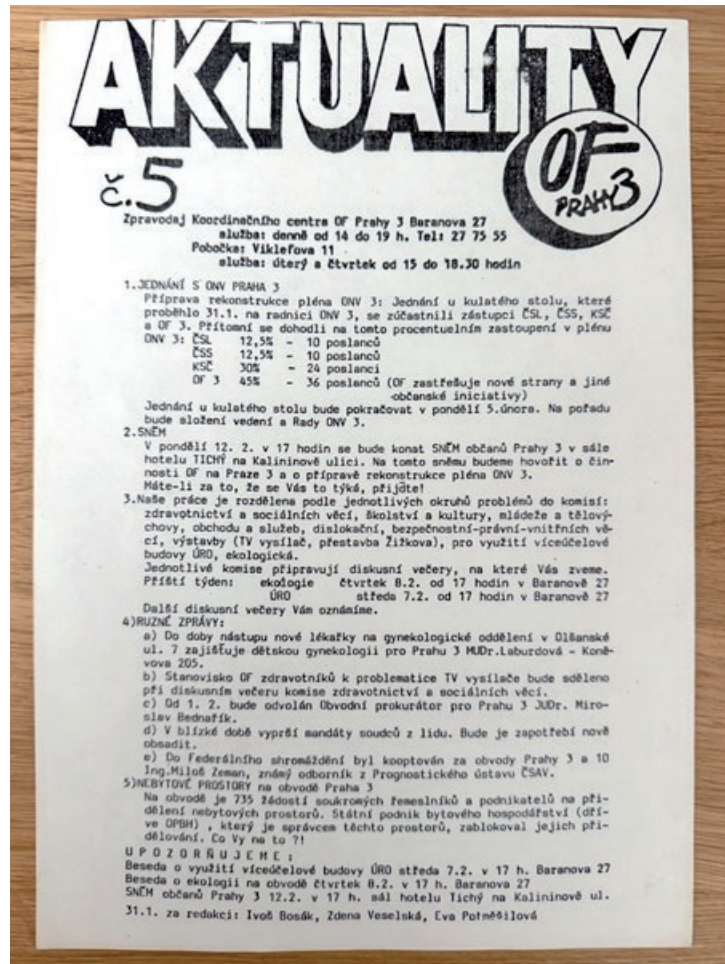 AKTUALITY
č.5
OF
PRAHY 3
Zpravodaj Koordinačního centra OF Prahy 3 Baranova 27
služba: denně od 14 do 19 h. Tel: 27 75 55
Pobočka: Viklefova 11
služba: úterý a čtvrtek od 15 do 18.30 hodin
1.JEDNÁNÍ S ONV PRAHA 3
Příprava rekonstrukce pléna ONV 3: Jednání u kulatého stolu, které
proběhlo 31.1. na radnici ONV 3, se zúčastnili zástupci ČSL, ČSS, KSČ
a OF 3. Přítomni se dohodli na tomto procentuelním zastoupení v plénu
ONV 3: ČSL 12,5% - 10 poslanců
ČSS 12,5% - 10 poslanců
KSČ 30% - 24 poslanci
OF 3 45% - 36 poslanců (OF zastřešuje nové strany a jiné
občanské iniciativy)
Jednání u kulatého stolu bude pokračovat v pondělí 5.února. Na pořadu
bude složení vedení a Rady ONV 3.
2.SNĚM
V pondělí 12. 2. v 17 hodin se bude konat SNĚM občanů Prahy 3 v sále
hotelu TICHÝ na Kalininově ulici. Na tomto sněmu budeme hovořit o čin-
nosti OF na Praze 3 a o přípravě rekonstrukce pléna ONV 3.
Máte-li za to, že se Vás to týká, přijďte!
3.Naše práce je rozdělena podle jednotlivých okruhů problémů do komisí:
zdravotnictví a sociálních věcí, školství a kultury, mládeže a tělový-
chovy, obchodu a služeb, dislokační, bezpečnostní-právní-vnitřních vě-
cí, výstavby (TV vysílač, přestavba Žižkova), pro využití víceúčelové
budovy ÚRO, ekologická.
Jednotlivé komise připravují diskusní večery, na které Vás zveme.
Příští týden: ekologie čtvrtek 8.2. od 17 hodin v Baranově 27
ÚRO středa 7.2. od 17 hodin v Baranově 27
Další diskusní večery Vám oznámíme.
4)RUZNÉ ZPRÁVY:
a) Do doby nástupu nové lékařky na gynekologické oddělení v Olšanské
ul. 7 zajišťuje dětskou gynekologii pro Prahu 3 MUDr.Laburdová - Koně-
vova 205.
b) Stanovisko OF zdravotníků k problematice TV vysílače bude sděleno
při diskusním večeru komise zdravotnictví a sociálních věcí.
c) Od 1. 2. bude odvolán Obvodní prokurátor pro Prahu 3 JUDr. Miro-
slav Bednařík.
d) V blízké době vyprší mandáty soudců z lidu. Bude je zapotřebí nově
obsadit.
e) Do Federálního shromáždění byl kooptován za obvody Prahy 3 a 10
Ing.Miloš Zeman, známý odborník z Prognostického ústavu ČSAV.
5)NEBYTOVÉ PROSTORY na obvodě Praha 3
Na obvodě je 735 žádostí soukromých řemeslníků a podnikatelů na při-
dělení nebytových prostorů. Státní podnik bytového hospodářství (dří-
ve OPBH) , který je správcem těchto prostorů, zablokoval jejich při-
dělování. Co Vy na to ?!
U P O Z O R Ň U J E M E :
Beseda o využití víceúčelové budovy ÚRO středa 7.2. v 17 h. Baranova 27
Beseda o ekologii na obvodě čtvrtek 8.2. v 17 h. Baranova 27
SNĚM občanů Prahy 3 12.2. v 17 h. sál hotelu Tichý na Kalininově ul.
31.1. za redakci: Ivoš Bosák, Zdena Veselská, Eva Potměšilová